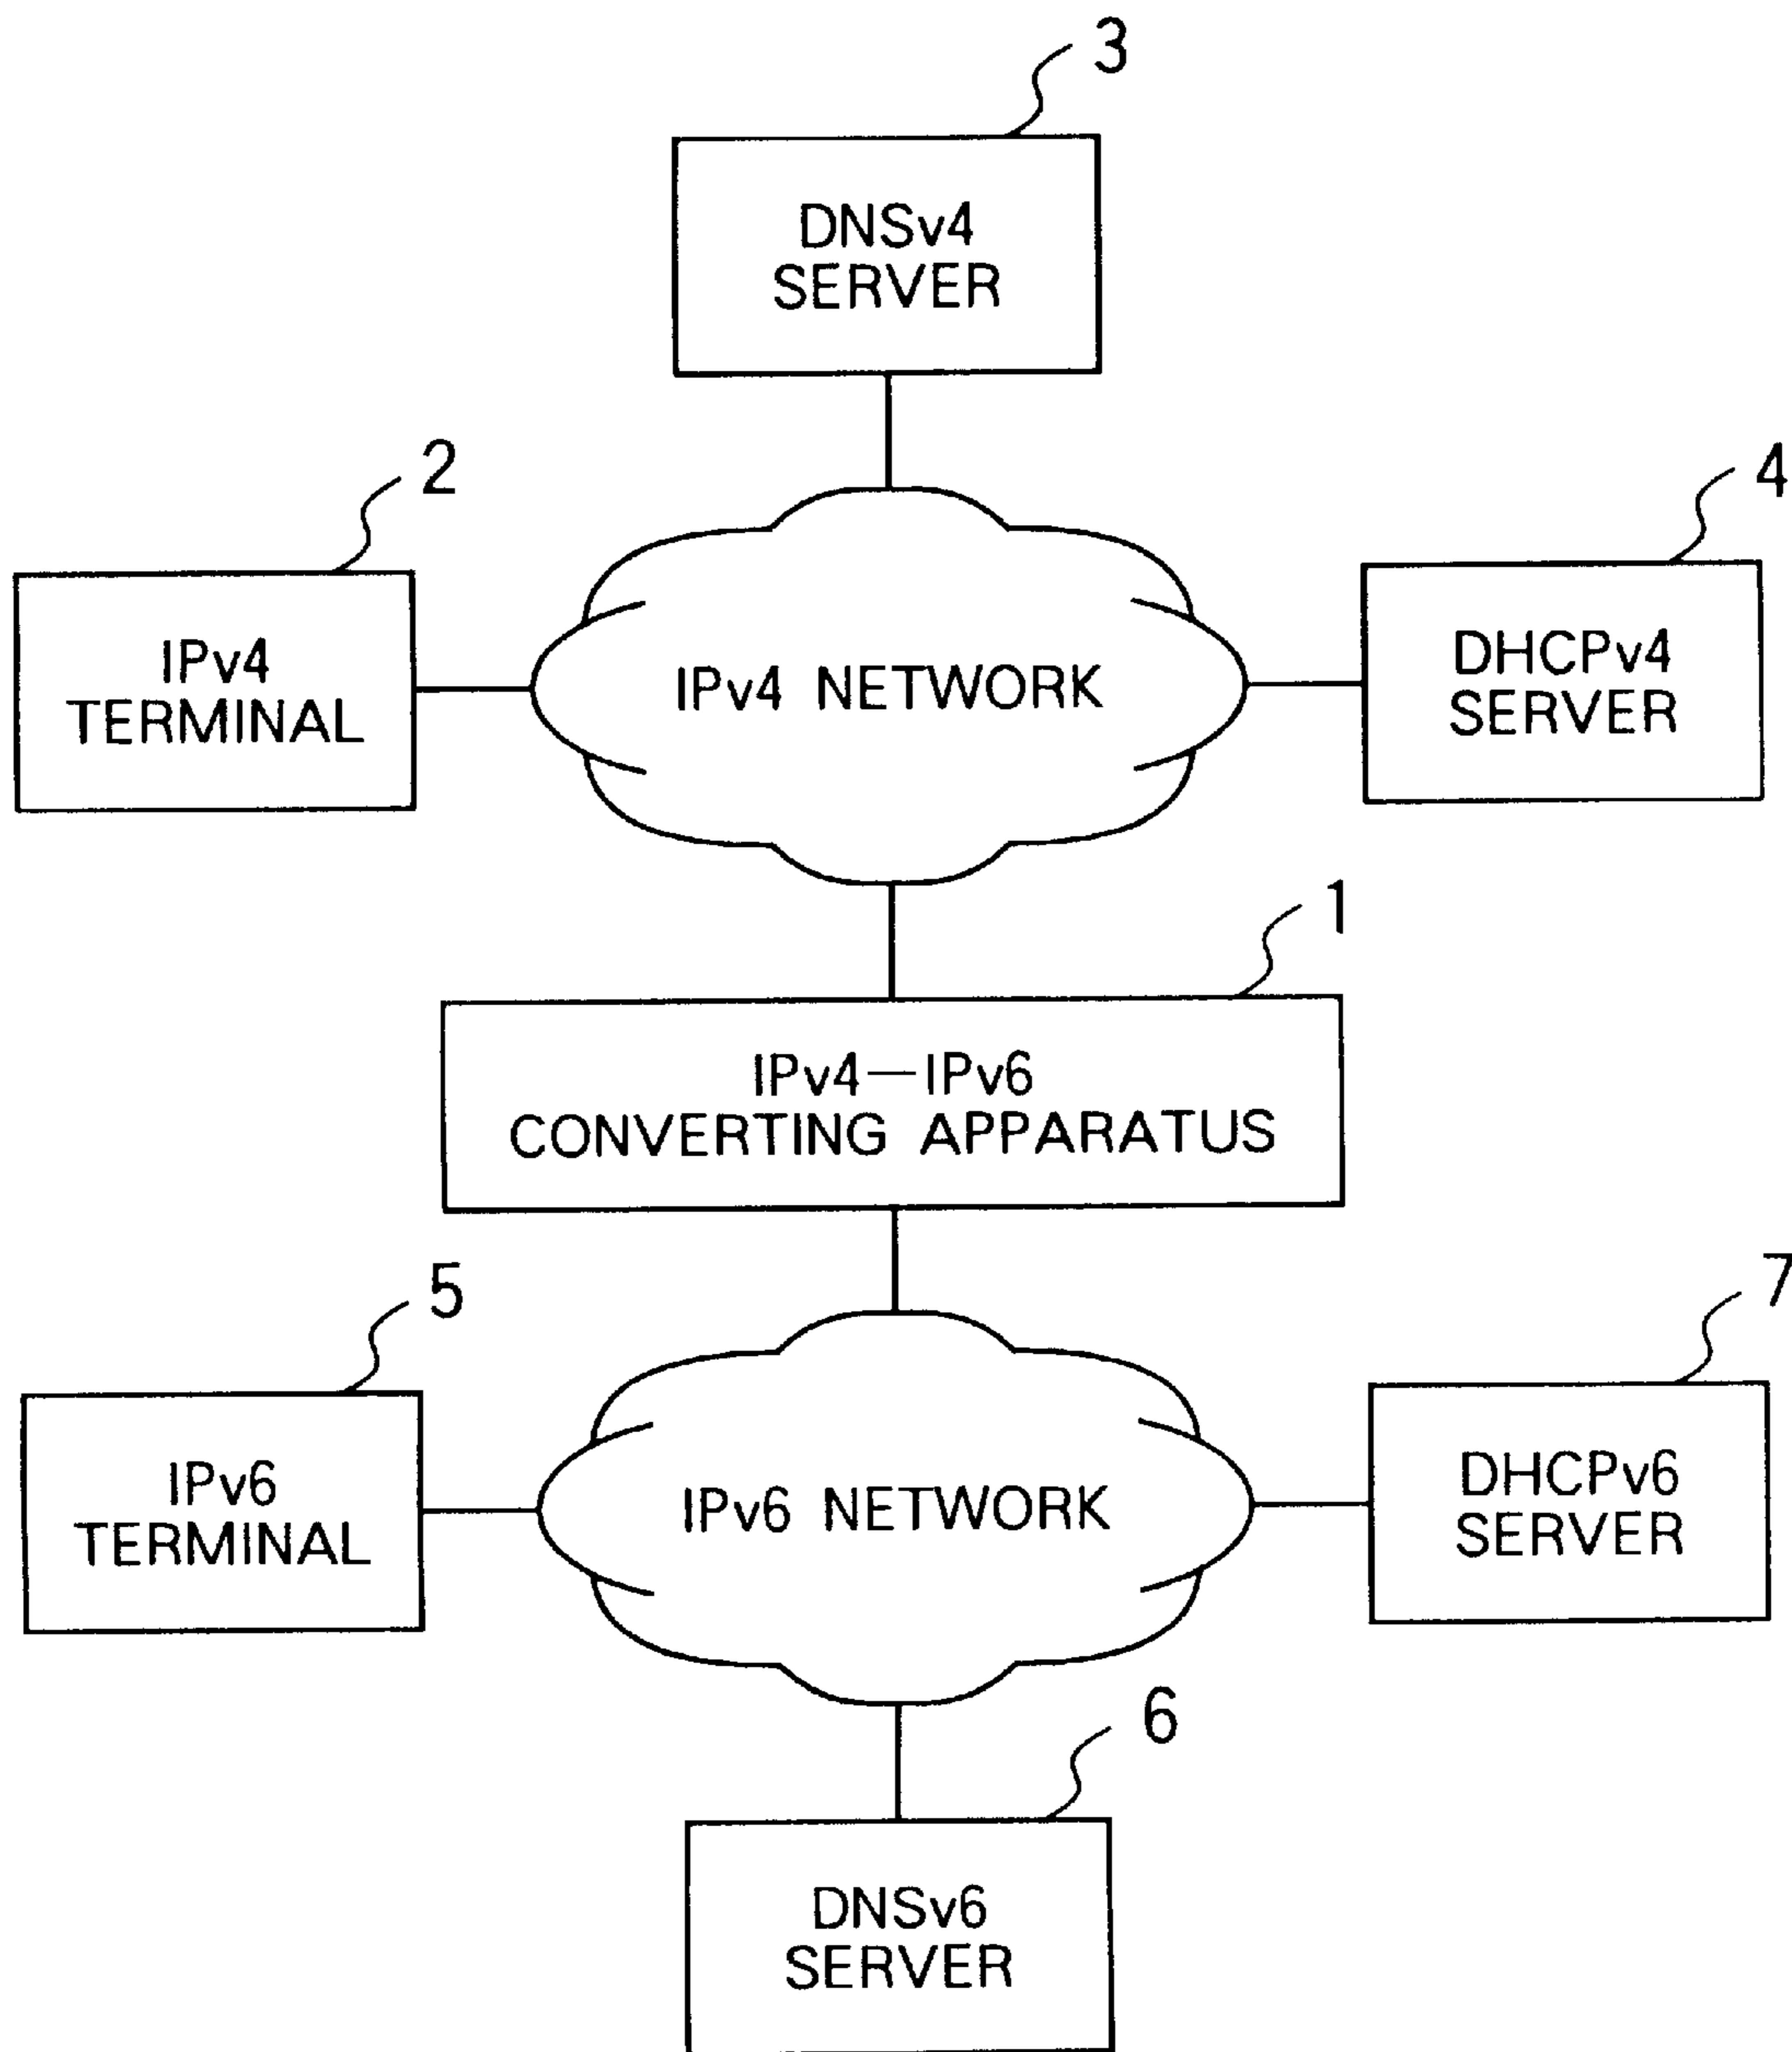 3
DNSv4
SERVER
2
4
IPv4
TERMINAL
IPv4 NETWORK
DHCPv4
SERVER
1
IPv4—IPv6
CONVERTING APPARATUS
5
7
IPv6
TERMINAL
IPv6 NETWORK
DHCPv6
SERVER
6
DNSv6
SERVER